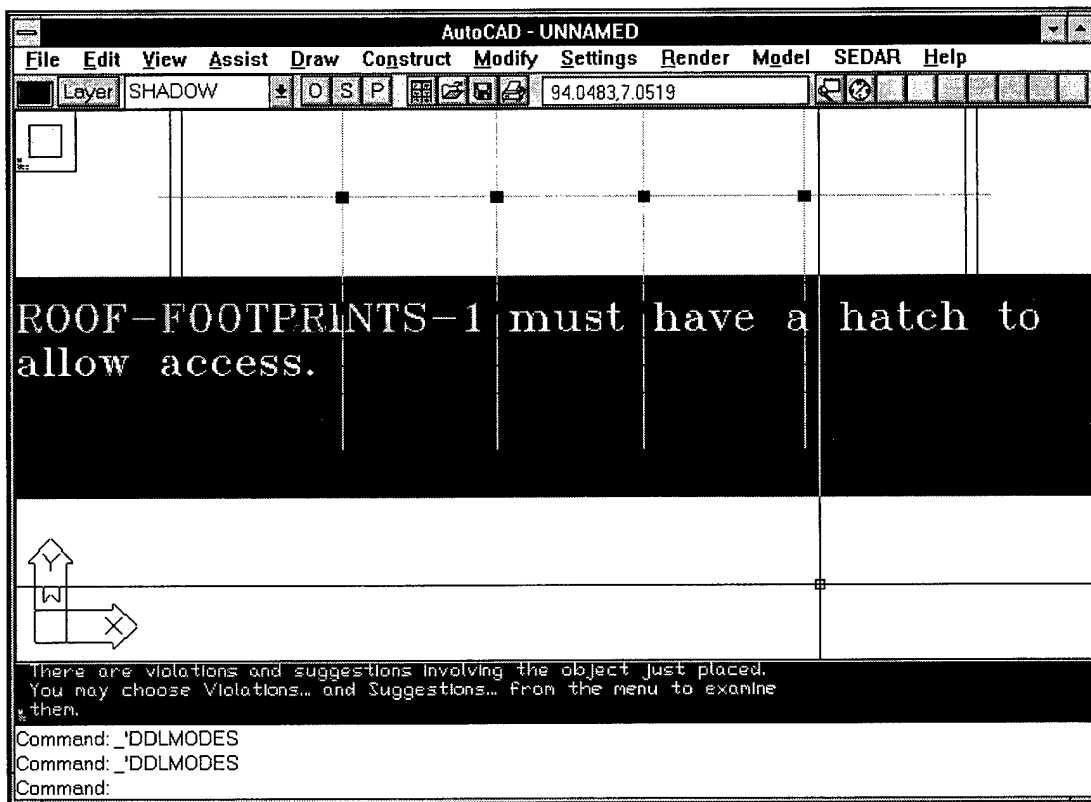 AutoCAD - UNNAMED
File Edit View Assist Draw Construct Modify Settings Render Model SEDAR Help
Layer SHADOW O S P 94.0483,7.0519
ROOF-FOOTPRINTS-1 must have a hatch to
allow access.
Y
W
X
There are violations and suggestions involving the object just placed.
You may choose Violations... and Suggestions... from the menu to examine
them.
Command: _'DDLMODES
Command: _'DDLMODES
Command: